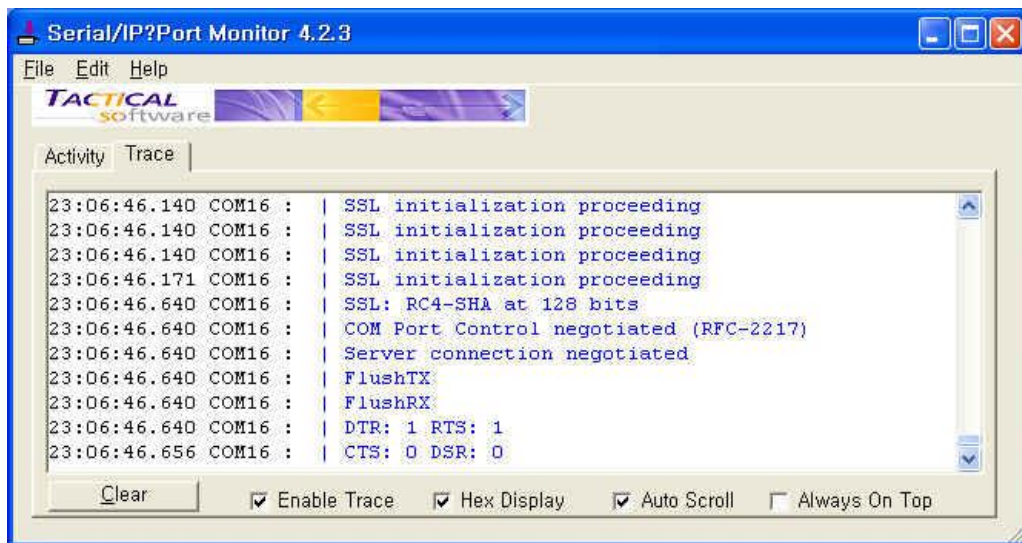 Serial/IP?Port Monitor 4.2.3
File Edit Help
TACTICAL
software
Activity Trace
23:06:46.140 COM16 : | SSL initialization proceeding
23:06:46.140 COM16 : | SSL initialization proceeding
23:06:46.140 COM16 : | SSL initialization proceeding
23:06:46.171 COM16 : | SSL initialization proceeding
23:06:46.640 COM16 : | SSL: RC4-SHA at 128 bits
23:06:46.640 COM16 : | COM Port Control negotiated (RFC-2217)
23:06:46.640 COM16 : | Server connection negotiated
23:06:46.640 COM16 : | FlushTX
23:06:46.640 COM16 : | FlushRX
23:06:46.640 COM16 : | DTR: 1 RTS: 1
23:06:46.656 COM16 : | CTS: 0 DSR: 0
Clear Enable Trace Hex Display Auto Scroll Always On Top